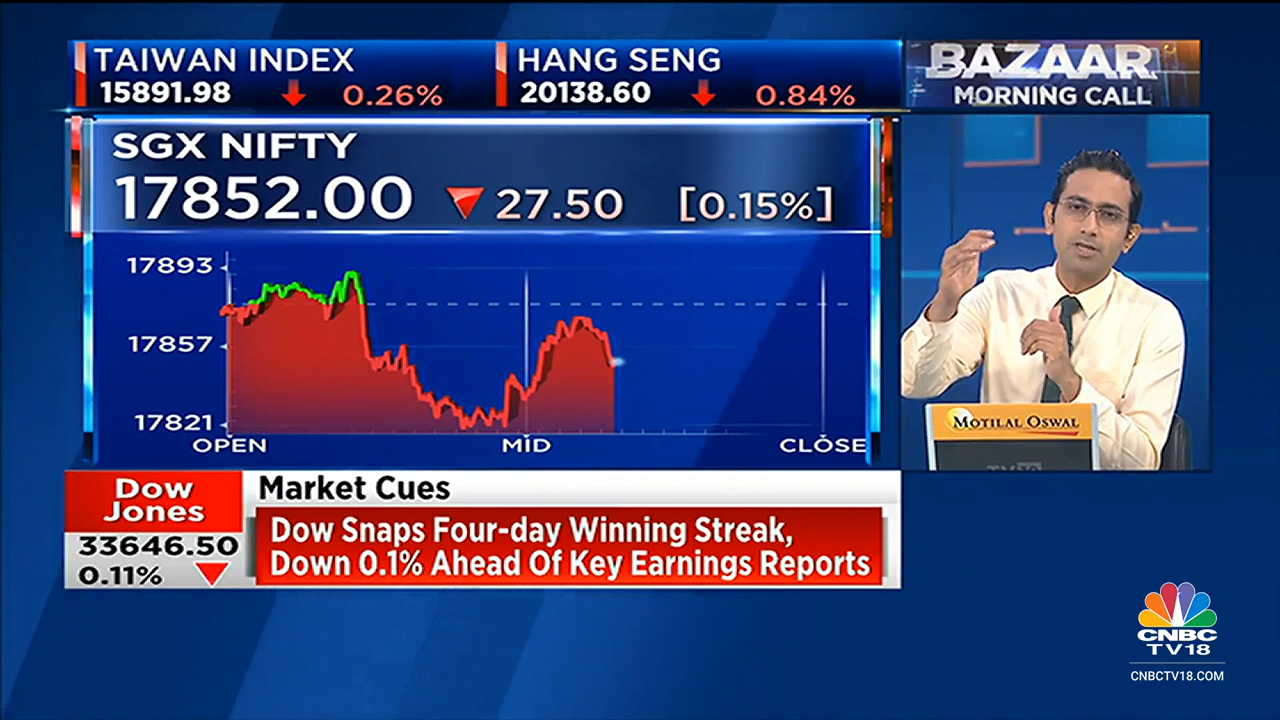 TAIWAN INDEX
15891.98 0.26%
HANG SENG
20138.60 0.84%
BAZAAR
MORNING CALL
SGX NIFTY
17852.00 27.50 [0.15%]
17893
17857
17821
OPEN MID CLOSE
MOTILAL OSWAL
TV18
Dow
Jones
33646.50
0.11%
Market Cues
Dow Snaps Four-day Winning Streak,
Down 0.1% Ahead Of Key Earnings Reports
CNBC
TV18
CNBCTV18.COM